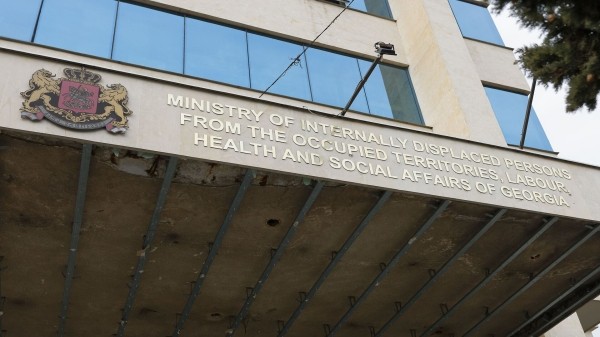 MINISTRY OF INTERNALLY DISPLACED PERSONS
FROM THE OCCUPIED TERRITORIES, LABOUR,
HEALTH AND SOCIAL AFFAIRS OF GEORGIA